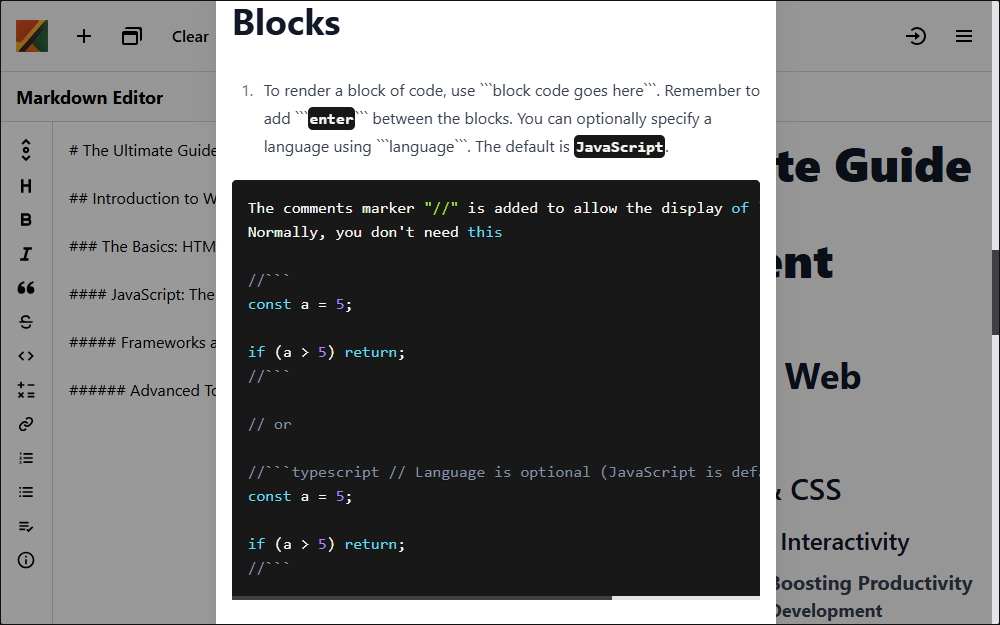 Clear
Markdown Editor
# The Ultimate Guide
## Introduction to W
### The Basics: HTM
#### JavaScript: The
##### Frameworks a
###### Advanced To
Blocks
1. To render a block of code, use ```block code goes here```. Remember to
add ```enter``` between the blocks. You can optionally specify a
language using ```language```. The default is JavaScript.
The comments marker "//" is added to allow the display of `
Normally, you don't need this
//```
const a = 5;
if (a > 5) return;
//```
// or
//```typescript // Language is optional (JavaScript is defa
const a = 5;
if (a > 5) return;
//```
te Guide
ent
Web
& CSS
Interactivity
Boosting Productivity
Development